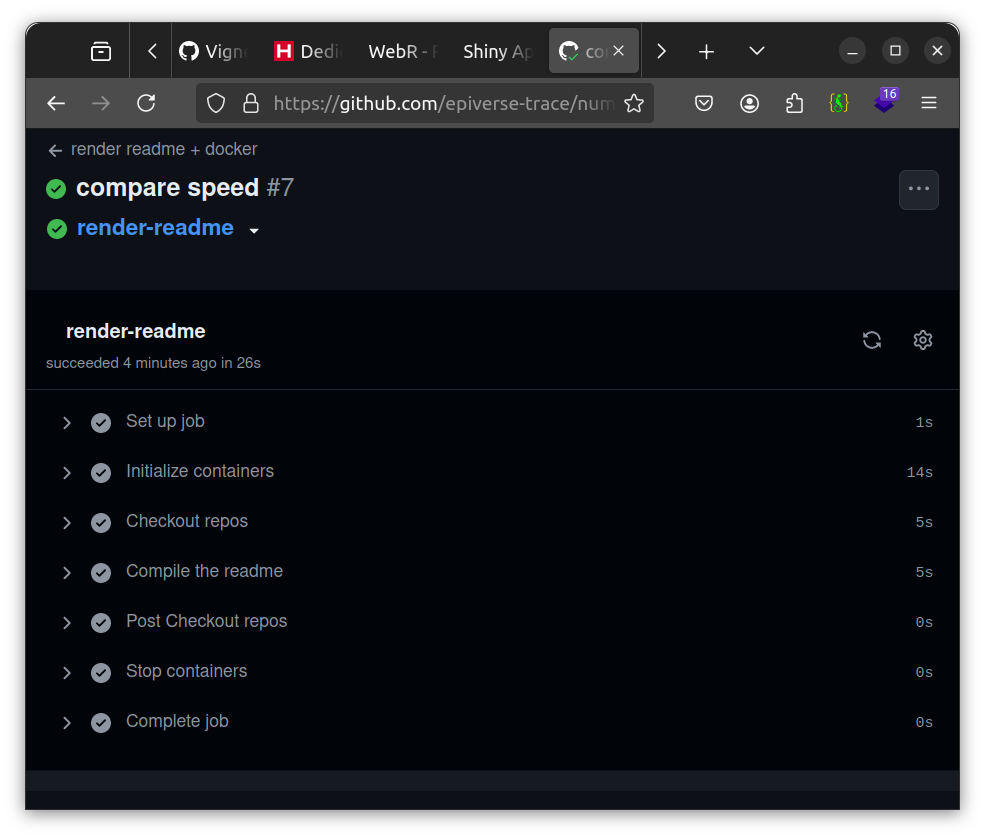 Vign
H Dedi
WebR -
Shiny Ap
co
https://github.com/epiverse-trace/num
16
render readme + docker
compare speed #7
render-readme
render-readme
succeeded 4 minutes ago in 26s
Set up job 1s
Initialize containers 14s
Checkout repos 5s
Compile the readme 5s
Post Checkout repos 0s
Stop containers 0s
Complete job 0s